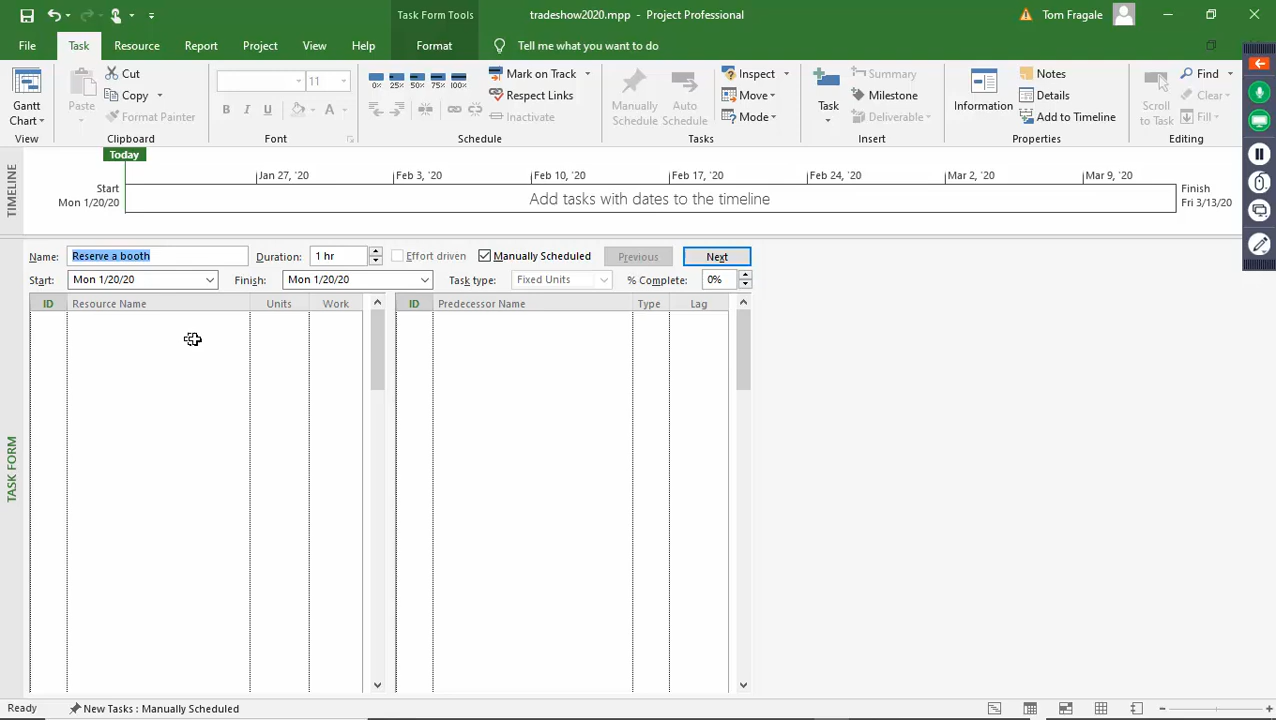 Task Form Tools
tradeshow2020.mpp - Project Professional
Tom Fragale
File Task Resource Report Project View Help Format Tell me what you want to do
Gantt Chart
View
Paste
Cut
Copy
Format Painter
Clipboard
11
B I U A
Font
0% 25% 50% 75% 100%
Mark on Track
Respect Links
Inactivate
Schedule
Manually Schedule
Auto Schedule
Inspect
Move
Mode
Tasks
Task
Summary
Milestone
Deliverable
Insert
Information
Notes
Details
Add to Timeline
Properties
Scroll to Task
Find
Clear
Fill
Editing
TIMELINE
Today
Start
Mon 1/20/20
Jan 27, '20 Feb 3, '20 Feb 10, '20 Feb 17, '20 Feb 24, '20 Mar 2, '20 Mar 9, '20
Add tasks with dates to the timeline
Finish
Fri 3/13/20
TASK FORM
Name: Reserve a booth Duration: 1 hr Effort driven Manually Scheduled Previous Next
Start: Mon 1/20/20 Finish: Mon 1/20/20 Task type: Fixed Units % Complete: 0%
ID Resource Name Units Work ID Predecessor Name Type Lag
Ready New Tasks : Manually Scheduled